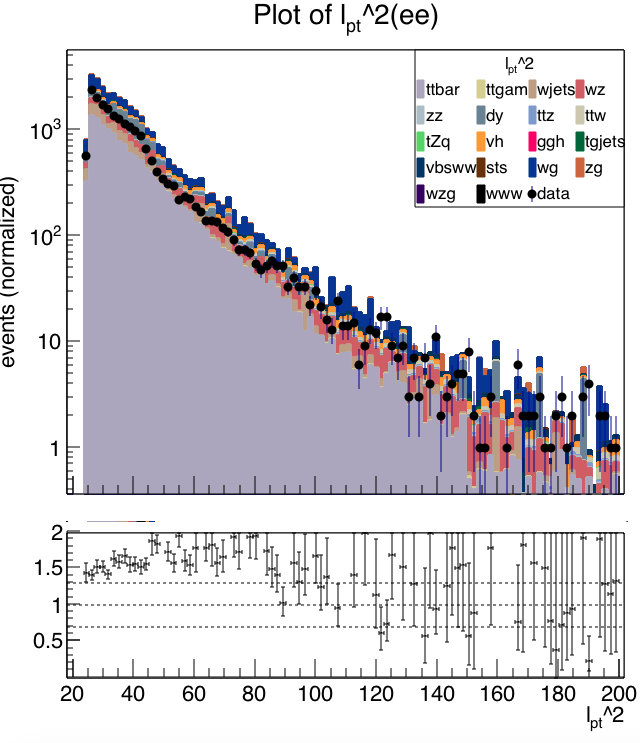 Plot of l_pt^2(ee)
l_pt^2
ttbar ttgam wjets wz
zz dy ttz ttw
tZq vh ggh tgjets
vbsww sts wg zg
wzg www data
events (normalized)
10^3
10^2
10
1
2
1.5
1
0.5
20 40 60 80 100 120 140 160 180 200
l_pt^2